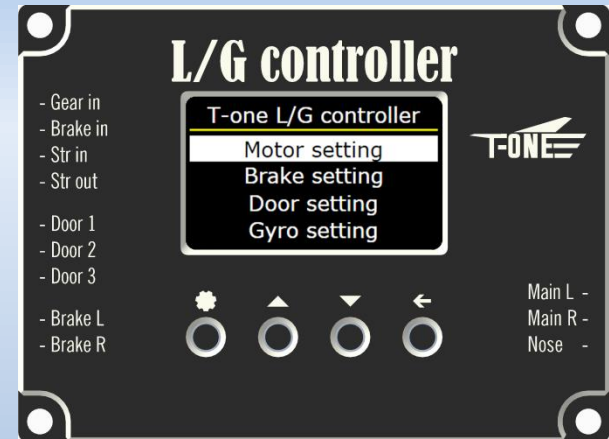 L/G controller
- Gear in
- Brake in
- Str in
- Str out
- Door 1
- Door 2
- Door 3
- Brake L
- Brake R
T-one L/G controller
Motor setting
Brake setting
Door setting
Gyro setting
T-ONE
Main L -
Main R -
Nose -